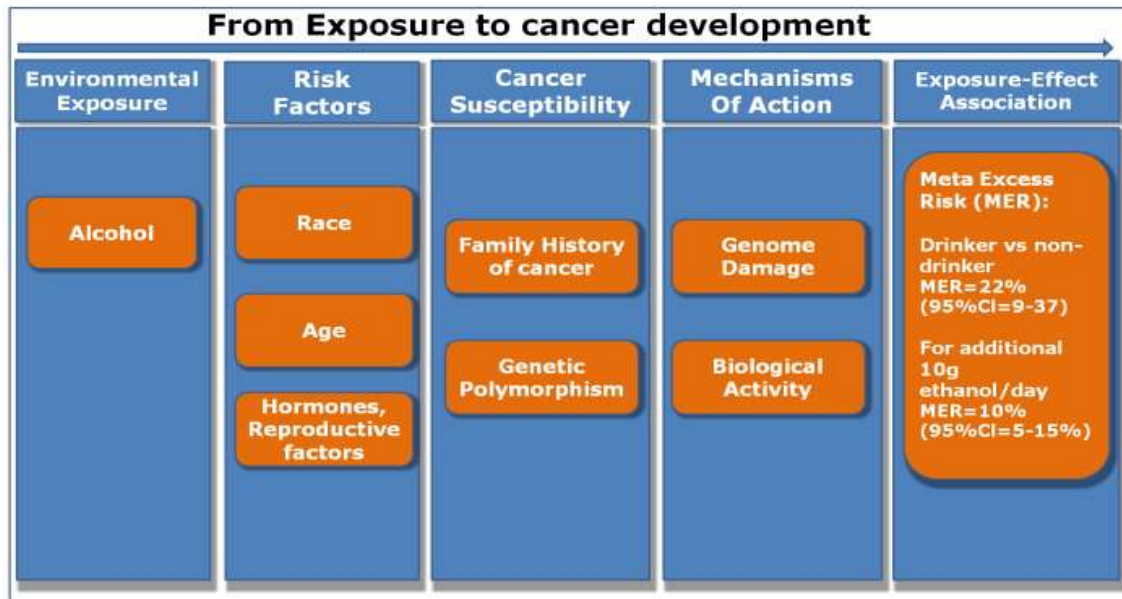 From Exposure to cancer development
Environmental
Exposure
Risk
Factors
Cancer
Susceptibility
Mechanisms
Of Action
Exposure-Effect
Association
Alcohol
Race
Age
Hormones,
Reproductive
factors
Family History
of cancer
Genetic
Polymorphism
Genome
Damage
Biological
Activity
Meta Excess
Risk (MER):
Drinker vs non-
drinker
MER=22%
(95%CI=9-37)
For additional
10g
ethanol/day
MER=10%
(95%CI=5-15%)